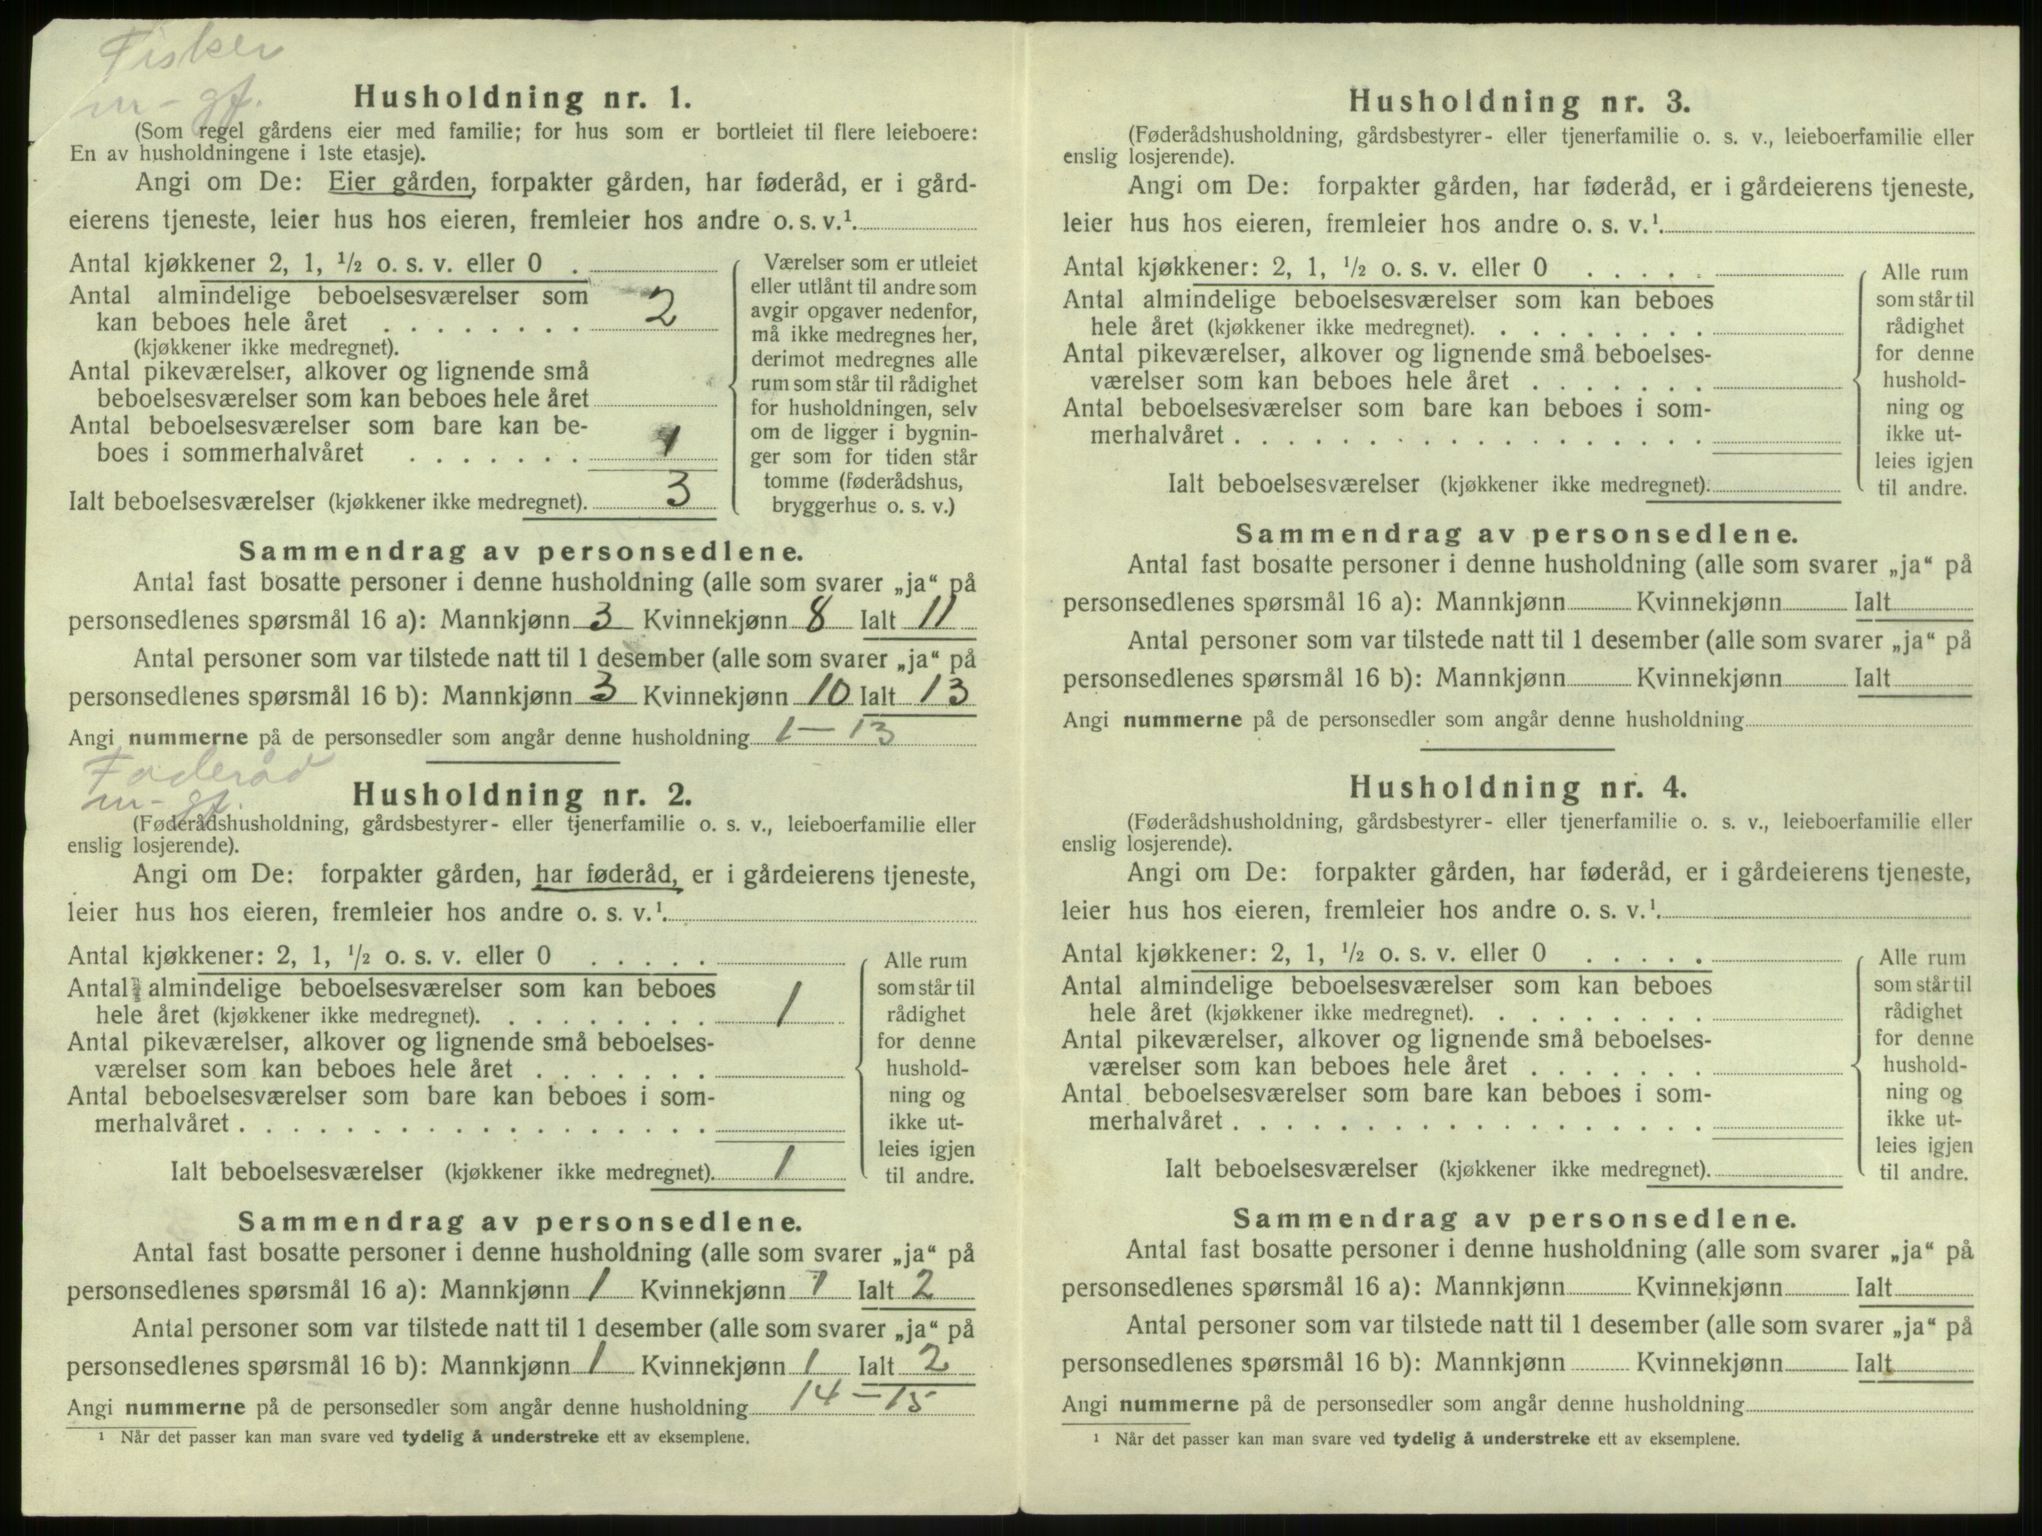 Fisker
m-gf.
Husholdning nr. 1.
(Som regel gårdens eier med familie; for hus som er bortleiet til flere leieboere:
En av husholdningene i 1ste etasje).
Angi om De: Eier gården, forpakter gården, har føderåd, er i gård-
eierens tjeneste, leier hus hos eieren, fremleier hos andre o. s. v.¹
Antal kjøkkener 2, 1, ½ o. s. v. eller 0 .
Antal almindelige beboelsesværelser som
kan beboes hele året . . . . . . . . 2
(kjøkkener ikke medregnet).
Antal pikeværelser, alkover og lignende små
beboelsesværelser som kan beboes hele året
Antal beboelsesværelser som bare kan be-
boes i sommerhalvåret . . . . . . . 1
Ialt beboelsesværelser (kjøkkener ikke medregnet). 3
Værelser som er utleiet
eller utlånt til andre som
avgir opgaver nedenfor,
må ikke medregnes her,
derimot medregnes alle
rum som står til rådighet
for husholdningen, selv
om de ligger i bygnin-
ger som for tiden står
tomme (føderådshus,
bryggerhus o. s. v.)
Sammendrag av personsedlene.
Antal fast bosatte personer i denne husholdning (alle som svarer „ja“ på
personsedlenes spørsmål 16 a): Mannkjønn 3 Kvinnekjønn 8 Ialt 11
Antal personer som var tilstede natt til 1 desember (alle som svarer „ja“ på
personsedlenes spørsmål 16 b): Mannkjønn 3 Kvinnekjønn 10 Ialt 13
Angi nummerne på de personsedler som angår denne husholdning 1-13
Føderåd
m-gf.
Husholdning nr. 2.
(Føderådshusholdning, gårdsbestyrer- eller tjenerfamilie o. s. v., leieboerfamilie eller
enslig losjerende).
Angi om De: forpakter gården, har føderåd, er i gårdeierens tjeneste,
leier hus hos eieren, fremleier hos andre o. s. v.¹
Antal kjøkkener: 2, 1, ½ o. s. v. eller 0 . . . . .
Antal almindelige beboelsesværelser som kan beboes
hele året (kjøkkener ikke medregnet). . . . . . . . 1
Antal pikeværelser, alkover og lignende små beboelses-
værelser som kan beboes hele året . . . . . . .
Antal beboelsesværelser som bare kan beboes i som-
merhalvåret . . . . . . . . . . . . . . . . . .
Ialt beboelsesværelser (kjøkkener ikke medregnet). 1
Alle rum
som står til
rådighet
for denne
hushold-
ning og
ikke ut-
leies igjen
til andre.
Sammendrag av personsedlene.
Antal fast bosatte personer i denne husholdning (alle som svarer „ja“ på
personsedlenes spørsmål 16 a): Mannkjønn 1 Kvinnekjønn 1 Ialt 2
Antal personer som var tilstede natt til 1 desember (alle som svarer „ja“ på
personsedlenes spørsmål 16 b): Mannkjønn 1 Kvinnekjønn 1 Ialt 2
Angi nummerne på de personsedler som angår denne husholdning 14-15
¹ Når det passer kan man svare ved tydelig å understreke ett av eksemplene.
Husholdning nr. 3.
(Føderådshusholdning, gårdsbestyrer- eller tjenerfamilie o. s. v., leieboerfamilie eller
enslig losjerende).
Angi om De: forpakter gården, har føderåd, er i gårdeierens tjeneste,
leier hus hos eieren, fremleier hos andre o. s. v.¹
Antal kjøkkener: 2, 1, ½ o. s. v. eller 0 . . . . .
Antal almindelige beboelsesværelser som kan beboes
hele året (kjøkkener ikke medregnet). . . . . . . .
Antal pikeværelser, alkover og lignende små beboelses-
værelser som kan beboes hele året . . . . . . .
Antal beboelsesværelser som bare kan beboes i som-
merhalvåret . . . . . . . . . . . . . . . . . .
Ialt beboelsesværelser (kjøkkener ikke medregnet).
Alle rum
som står til
rådighet
for denne
hushold-
ning og
ikke ut-
leies igjen
til andre.
Sammendrag av personsedlene.
Antal fast bosatte personer i denne husholdning (alle som svarer „ja“ på
personsedlenes spørsmål 16 a): Mannkjønn Kvinnekjønn Ialt
Antal personer som var tilstede natt til 1 desember (alle som svarer „ja“ på
personsedlenes spørsmål 16 b): Mannkjønn Kvinnekjønn Ialt
Angi nummerne på de personsedler som angår denne husholdning
Husholdning nr. 4.
(Føderådshusholdning, gårdsbestyrer- eller tjenerfamilie o. s. v., leieboerfamilie eller
enslig losjerende).
Angi om De: forpakter gården, har føderåd, er i gårdeierens tjeneste,
leier hus hos eieren, fremleier hos andre o. s. v.¹
Antal kjøkkener: 2, 1, ½ o. s. v. eller 0 . . . . .
Antal almindelige beboelsesværelser som kan beboes
hele året (kjøkkener ikke medregnet). . . . . . . .
Antal pikeværelser, alkover og lignende små beboelses-
værelser som kan beboes hele året . . . . . . .
Antal beboelsesværelser som bare kan beboes i som-
merhalvåret . . . . . . . . . . . . . . . . . .
Ialt beboelsesværelser (kjøkkener ikke medregnet).
Alle rum
som står til
rådighet
for denne
hushold-
ning og
ikke ut-
leies igjen
til andre.
Sammendrag av personsedlene.
Antal fast bosatte personer i denne husholdning (alle som svarer „ja“ på
personsedlenes spørsmål 16 a): Mannkjønn Kvinnekjønn Ialt
Antal personer som var tilstede natt til 1 desember (alle som svarer „ja“ på
personsedlenes spørsmål 16 b): Mannkjønn Kvinnekjønn Ialt
Angi nummerne på de personsedler som angår denne husholdning
¹ Når det passer kan man svare ved tydelig å understreke ett av eksemplene.